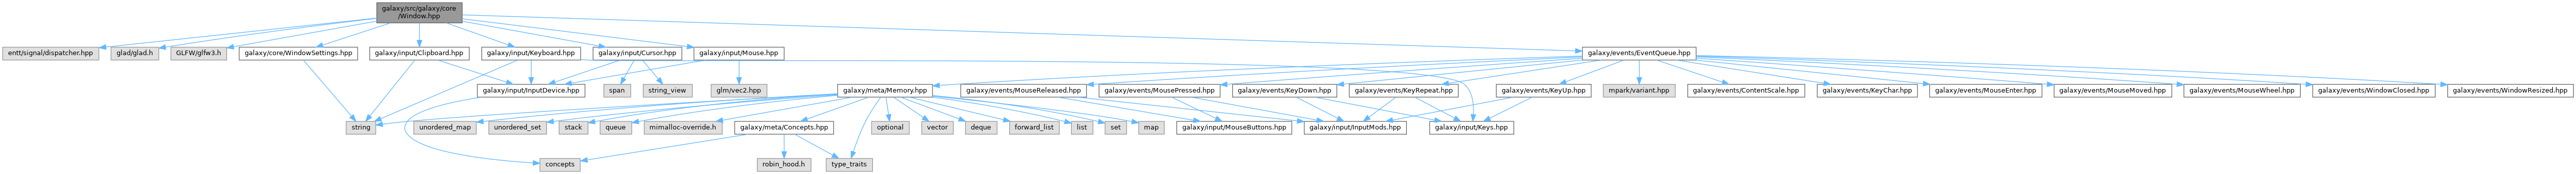 galaxy/src/galaxy/core
/Window.hpp
entt/signal/dispatcher.hpp
glad/glad.h
GLFW/glfw3.h
galaxy/core/WindowSettings.hpp
galaxy/input/Clipboard.hpp
galaxy/input/Keyboard.hpp
galaxy/input/Cursor.hpp
galaxy/input/Mouse.hpp
galaxy/events/EventQueue.hpp
galaxy/input/InputDevice.hpp
span
string_view
glm/vec2.hpp
galaxy/meta/Memory.hpp
galaxy/events/MouseReleased.hpp
galaxy/events/MousePressed.hpp
galaxy/events/KeyDown.hpp
galaxy/events/KeyRepeat.hpp
galaxy/events/KeyUp.hpp
mpark/variant.hpp
galaxy/events/ContentScale.hpp
galaxy/events/KeyChar.hpp
galaxy/events/MouseEnter.hpp
galaxy/events/MouseMoved.hpp
galaxy/events/MouseWheel.hpp
galaxy/events/WindowClosed.hpp
galaxy/events/WindowResized.hpp
string
unordered_map
unordered_set
stack
queue
mimalloc-override.h
galaxy/meta/Concepts.hpp
optional
vector
deque
forward_list
list
set
map
galaxy/input/MouseButtons.hpp
galaxy/input/InputMods.hpp
galaxy/input/Keys.hpp
concepts
robin_hood.h
type_traits